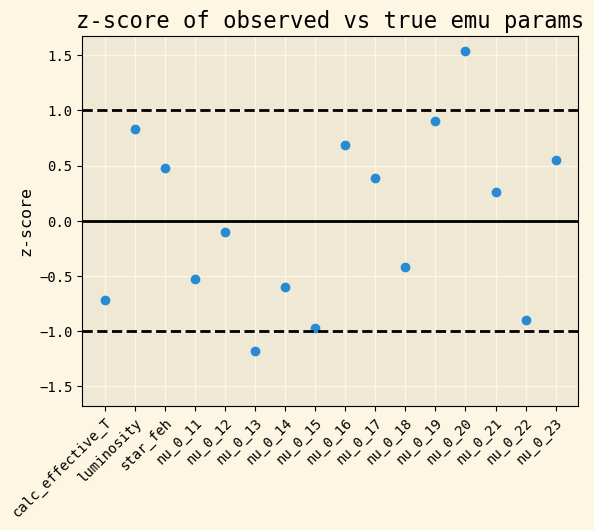 z-score of observed vs true emu params
z-score
1.5
1.0
0.5
0.0
−0.5
−1.0
−1.5
calc_effective_T
luminosity
star_feh
nu_0_11
nu_0_12
nu_0_13
nu_0_14
nu_0_15
nu_0_16
nu_0_17
nu_0_18
nu_0_19
nu_0_20
nu_0_21
nu_0_22
nu_0_23